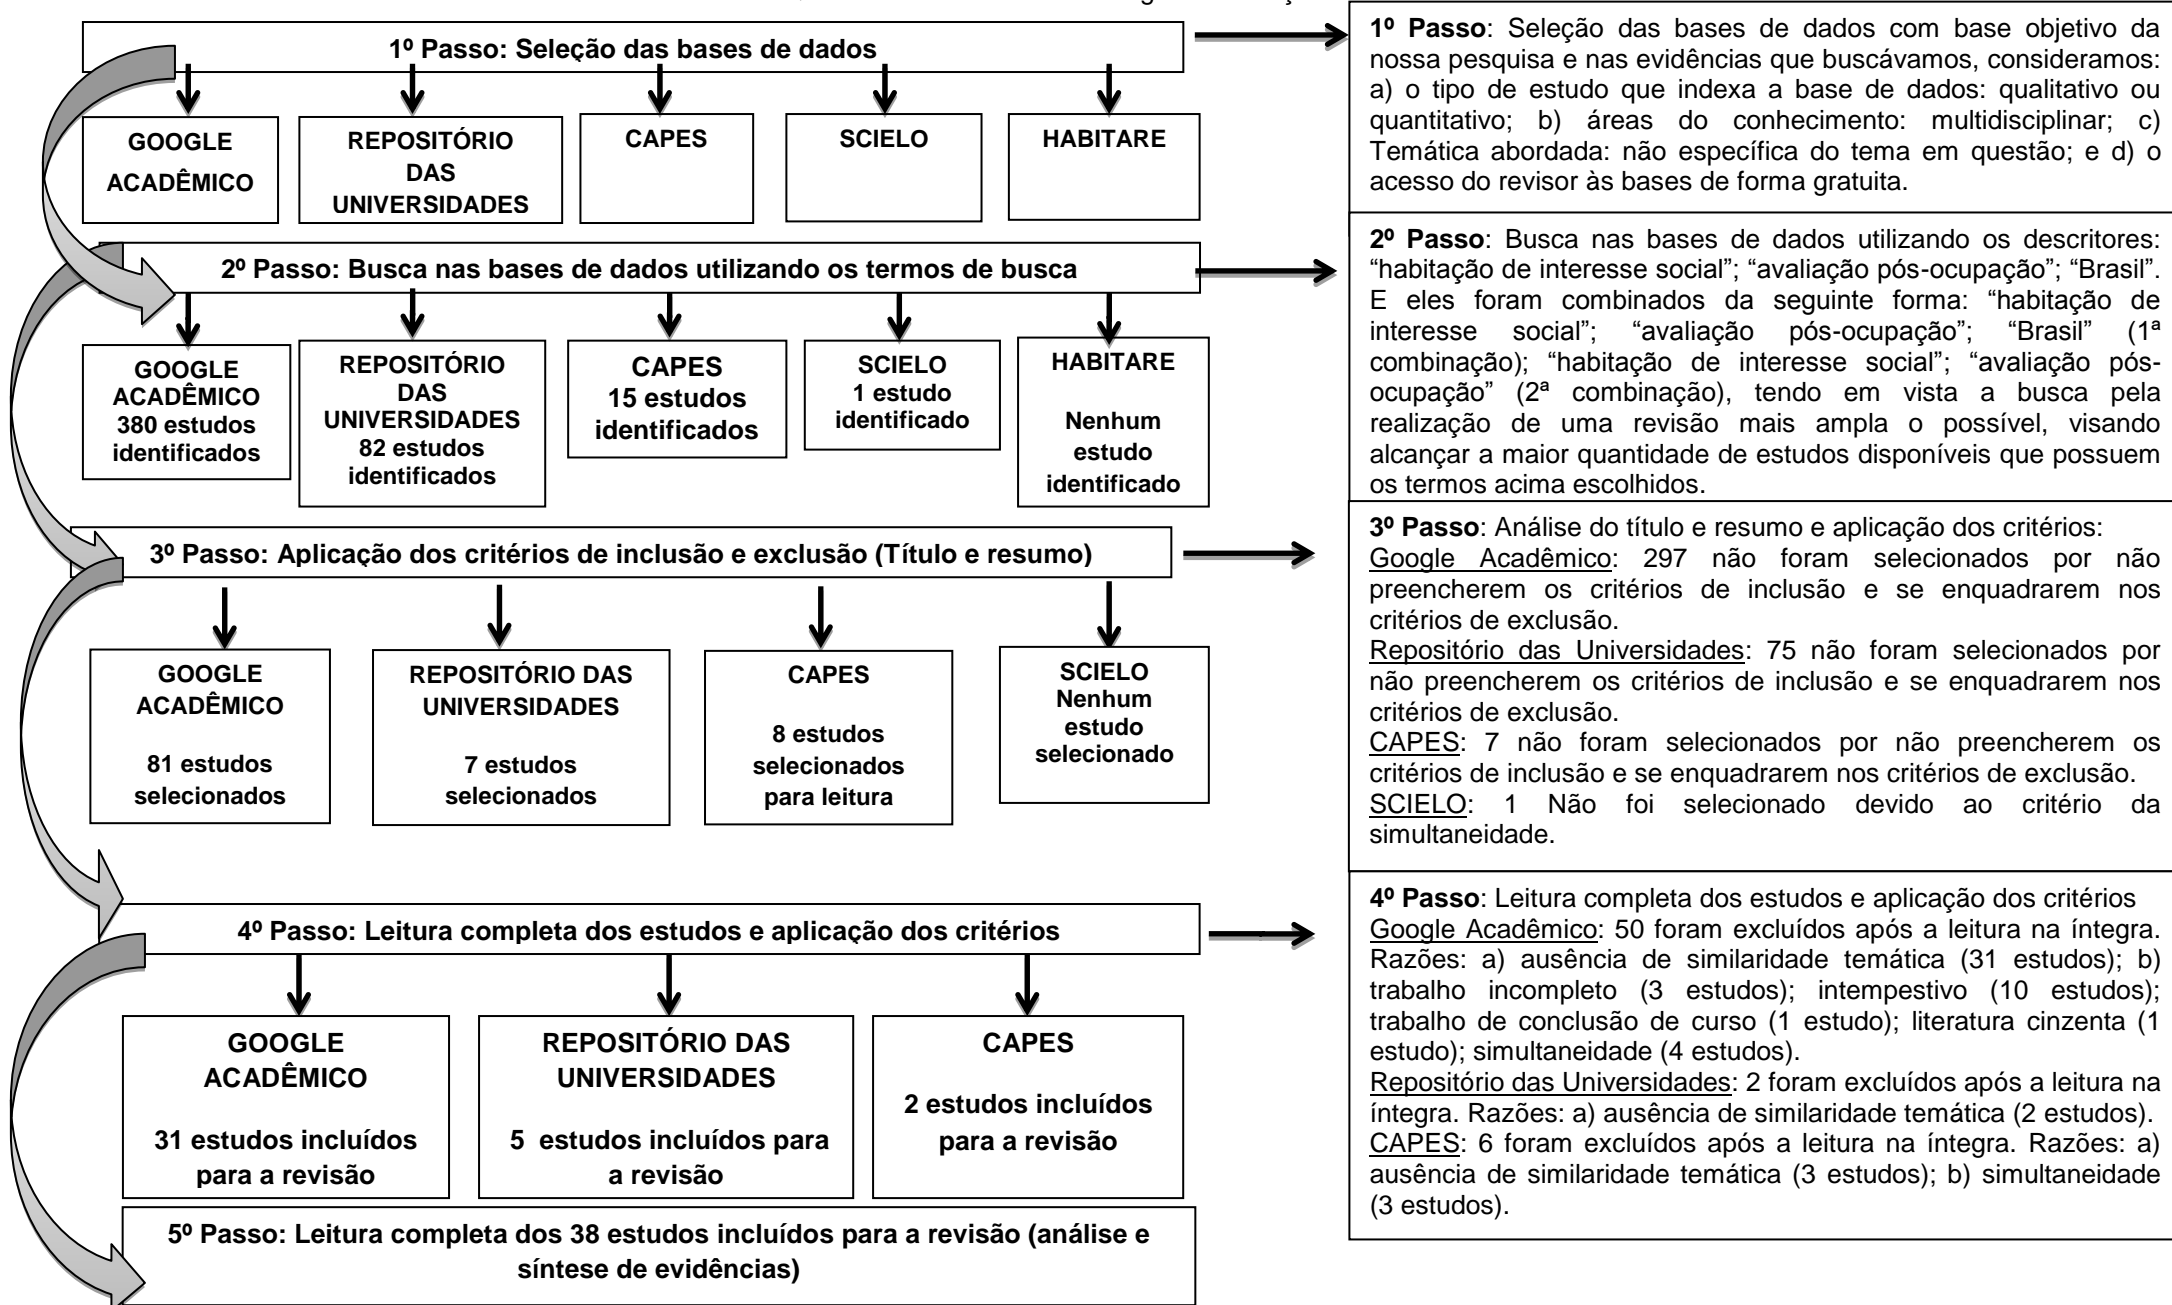 1º Passo: Seleção das bases de dados
GOOGLE
ACADÊMICO
REPOSITÓRIO
DAS
UNIVERSIDADES
CAPES
SCIELO
HABITARE
1º Passo: Seleção das bases de dados com base objetivo da
nossa pesquisa e nas evidências que buscávamos, consideramos:
a) o tipo de estudo que indexa a base de dados: qualitativo ou
quantitativo; b) áreas do conhecimento: multidisciplinar; c)
Temática abordada: não específica do tema em questão; e d) o
acesso do revisor às bases de forma gratuita.
2º Passo: Busca nas bases de dados utilizando os termos de busca
GOOGLE
ACADÊMICO
380 estudos
identificados
REPOSITÓRIO
DAS
UNIVERSIDADES
82 estudos
identificados
CAPES
15 estudos
identificados
SCIELO
1 estudo
identificado
HABITARE
Nenhum
estudo
identificado
2º Passo: Busca nas bases de dados utilizando os descritores:
“habitação de interesse social”; “avaliação pós-ocupação”; “Brasil”.
E eles foram combinados da seguinte forma: “habitação de
interesse social”; “avaliação pós-ocupação”; “Brasil” (1ª
combinação); “habitação de interesse social”; “avaliação pós-
ocupação” (2ª combinação), tendo em vista a busca pela
realização de uma revisão mais ampla o possível, visando
alcançar a maior quantidade de estudos disponíveis que possuem
os termos acima escolhidos.
3º Passo: Aplicação dos critérios de inclusão e exclusão (Título e resumo)
GOOGLE
ACADÊMICO
81 estudos
selecionados
REPOSITÓRIO DAS
UNIVERSIDADES
7 estudos
selecionados
CAPES
8 estudos
selecionados
para leitura
SCIELO
Nenhum
estudo
selecionado
3º Passo: Análise do título e resumo e aplicação dos critérios:
Google Acadêmico: 297 não foram selecionados por não
preencherem os critérios de inclusão e se enquadrarem nos
critérios de exclusão.
Repositório das Universidades: 75 não foram selecionados por
não preencherem os critérios de inclusão e se enquadrarem nos
critérios de exclusão.
CAPES: 7 não foram selecionados por não preencherem os
critérios de inclusão e se enquadrarem nos critérios de exclusão.
SCIELO: 1 Não foi selecionado devido ao critério da
simultaneidade.
4º Passo: Leitura completa dos estudos e aplicação dos critérios
GOOGLE
ACADÊMICO
31 estudos incluídos
para a revisão
REPOSITÓRIO DAS
UNIVERSIDADES
5 estudos incluídos para
a revisão
CAPES
2 estudos incluídos
para a revisão
4º Passo: Leitura completa dos estudos e aplicação dos critérios
Google Acadêmico: 50 foram excluídos após a leitura na íntegra.
Razões: a) ausência de similaridade temática (31 estudos); b)
trabalho incompleto (3 estudos); intempestivo (10 estudos);
trabalho de conclusão de curso (1 estudo); literatura cinzenta (1
estudo); simultaneidade (4 estudos).
Repositório das Universidades: 2 foram excluídos após a leitura na
íntegra. Razões: a) ausência de similaridade temática (2 estudos).
CAPES: 6 foram excluídos após a leitura na íntegra. Razões: a)
ausência de similaridade temática (3 estudos); b) simultaneidade
(3 estudos).
5º Passo: Leitura completa dos 38 estudos incluídos para a revisão (análise e
síntese de evidências)